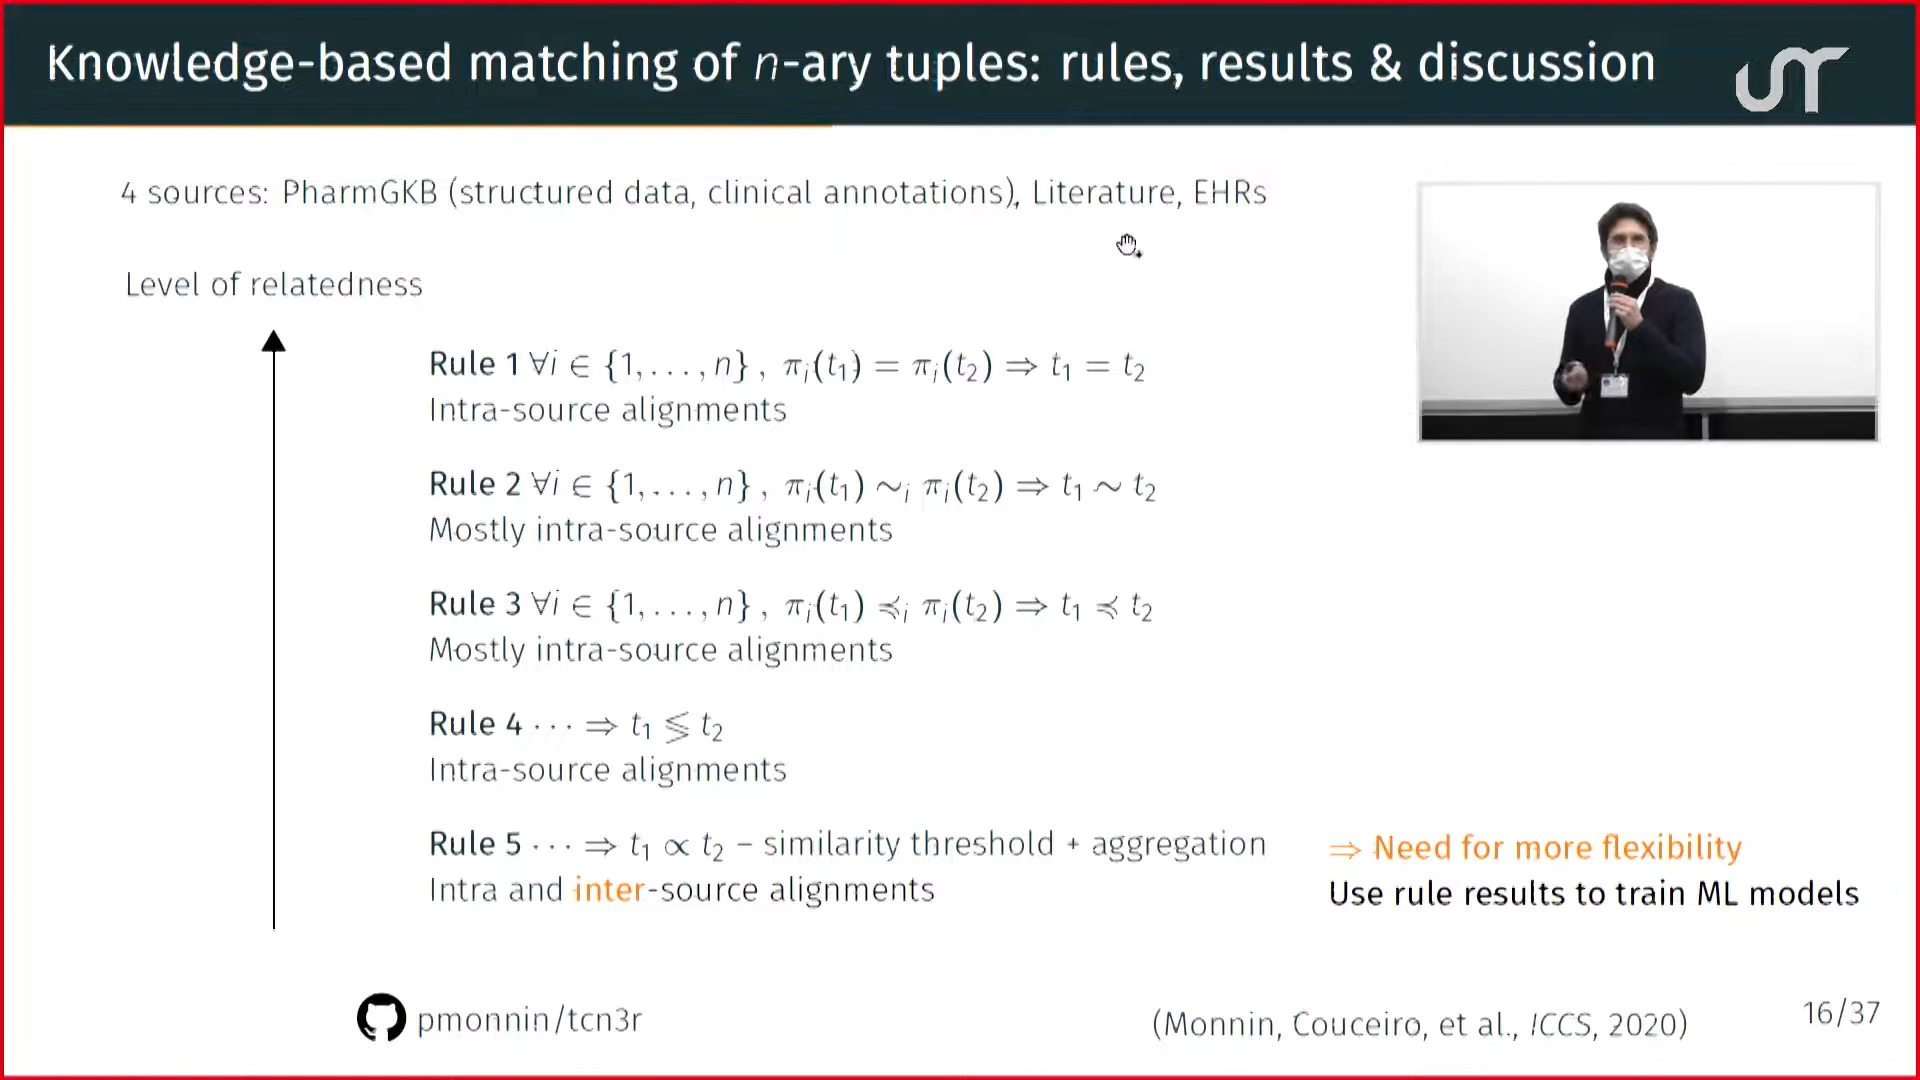 Knowledge-based matching of n-ary tuples: rules, results & discussion
4 sources: PharmGKB (structured data, clinical annotations), Literature, EHRs
Level of relatedness
Rule 1 ∀i ∈ {1, . . . , n} , πᵢ(t₁) = πᵢ(t₂) ⇒ t₁ = t₂
Intra-source alignments
Rule 2 ∀i ∈ {1, . . . , n} , πᵢ(t₁) ∼ᵢ πᵢ(t₂) ⇒ t₁ ∼ t₂
Mostly intra-source alignments
Rule 3 ∀i ∈ {1, . . . , n} , πᵢ(t₁) ≼ᵢ πᵢ(t₂) ⇒ t₁ ≼ t₂
Mostly intra-source alignments
Rule 4 · · · ⇒ t₁ ≶ t₂
Intra-source alignments
Rule 5 · · · ⇒ t₁ ∝ t₂ – similarity threshold + aggregation
Intra and inter-source alignments
⇒ Need for more flexibility
Use rule results to train ML models
pmonnin/tcn3r
(Monnin, Couceiro, et al., ICCS, 2020)
16/37